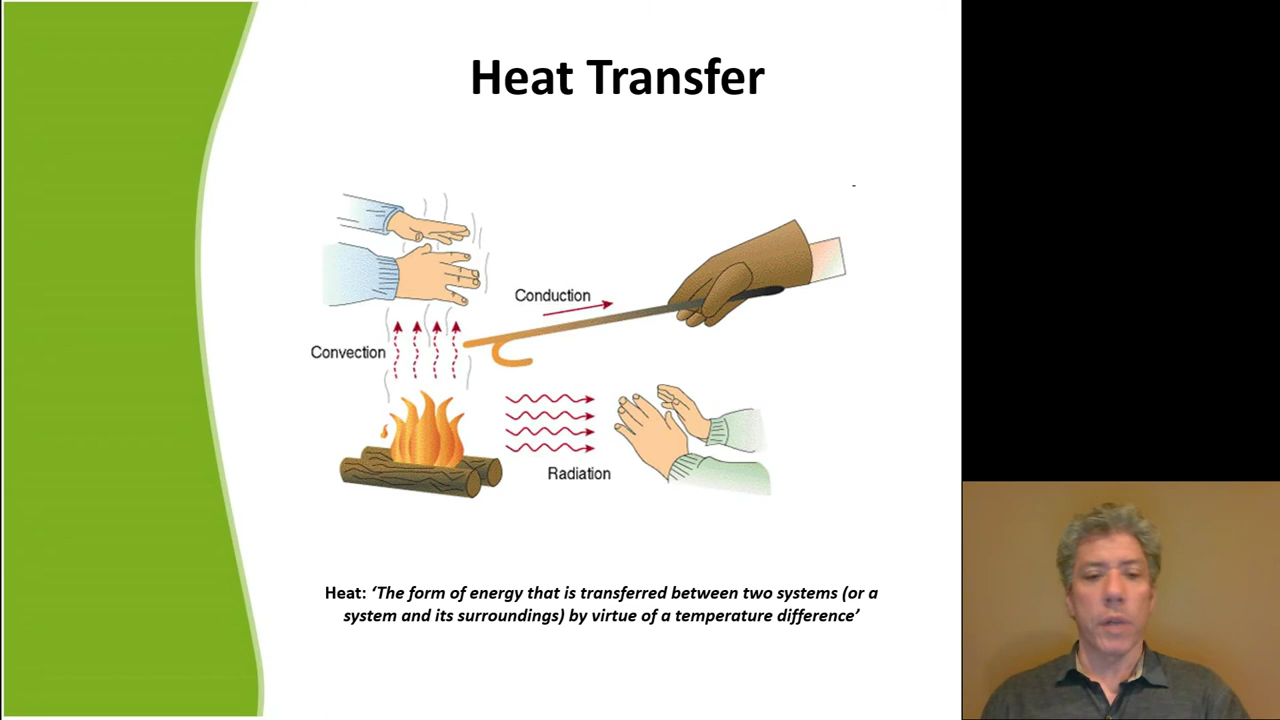 Heat Transfer
Conduction
Convection
Radiation
Heat: ‘The form of energy that is transferred between two systems (or a
system and its surroundings) by virtue of a temperature difference’